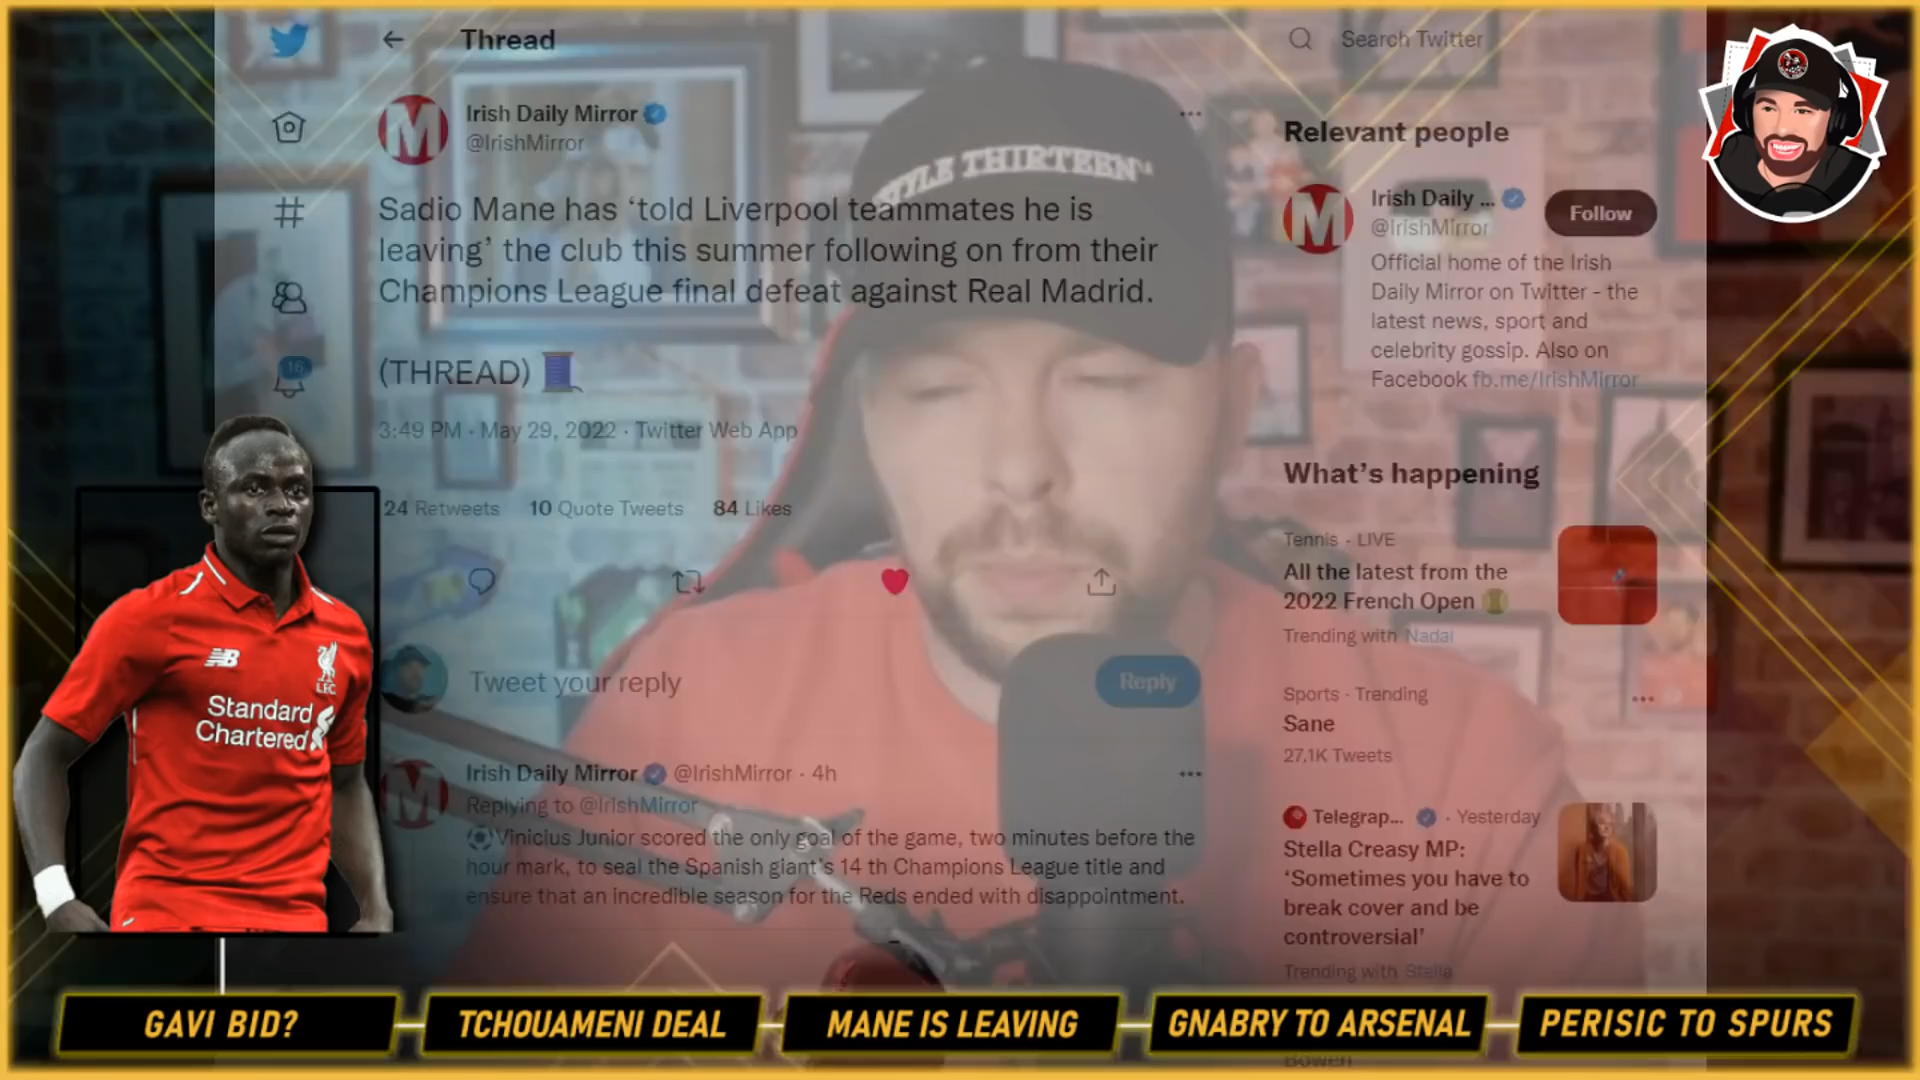 Thread
Search Twitter
Irish Daily Mirror
@IrishMirror
Sadio Mane has ‘told Liverpool teammates he is
leaving’ the club this summer following on from their
Champions League final defeat against Real Madrid.
(THREAD)
3:49 PM · May 29, 2022 · Twitter Web App
24 Retweets 10 Quote Tweets 84 Likes
Tweet your reply
Reply
Irish Daily Mirror @IrishMirror · 4h
Replying to @IrishMirror
Vinicius Junior scored the only goal of the game, two minutes before the
hour mark, to seal the Spanish giant's 14 th Champions League title and
ensure that an incredible season for the Reds ended with disappointment.
Relevant people
Irish Daily ...
@IrishMirror
Follow
Official home of the Irish
Daily Mirror on Twitter - the
latest news, sport and
celebrity gossip. Also on
Facebook fb.me/IrishMirror
What's happening
Tennis · LIVE
All the latest from the
2022 French Open
Trending with Nadal
Sports · Trending
Sane
27.1K Tweets
Telegrap... · Yesterday
Stella Creasy MP:
‘Sometimes you have to
break cover and be
controversial’
Trending with Stella
Bowen
16
THIRTEEN
NB
L.F.C.
Standard
Chartered
GAVI BID?
TCHOUAMENI DEAL
MANE IS LEAVING
GNABRY TO ARSENAL
PERISIC TO SPURS